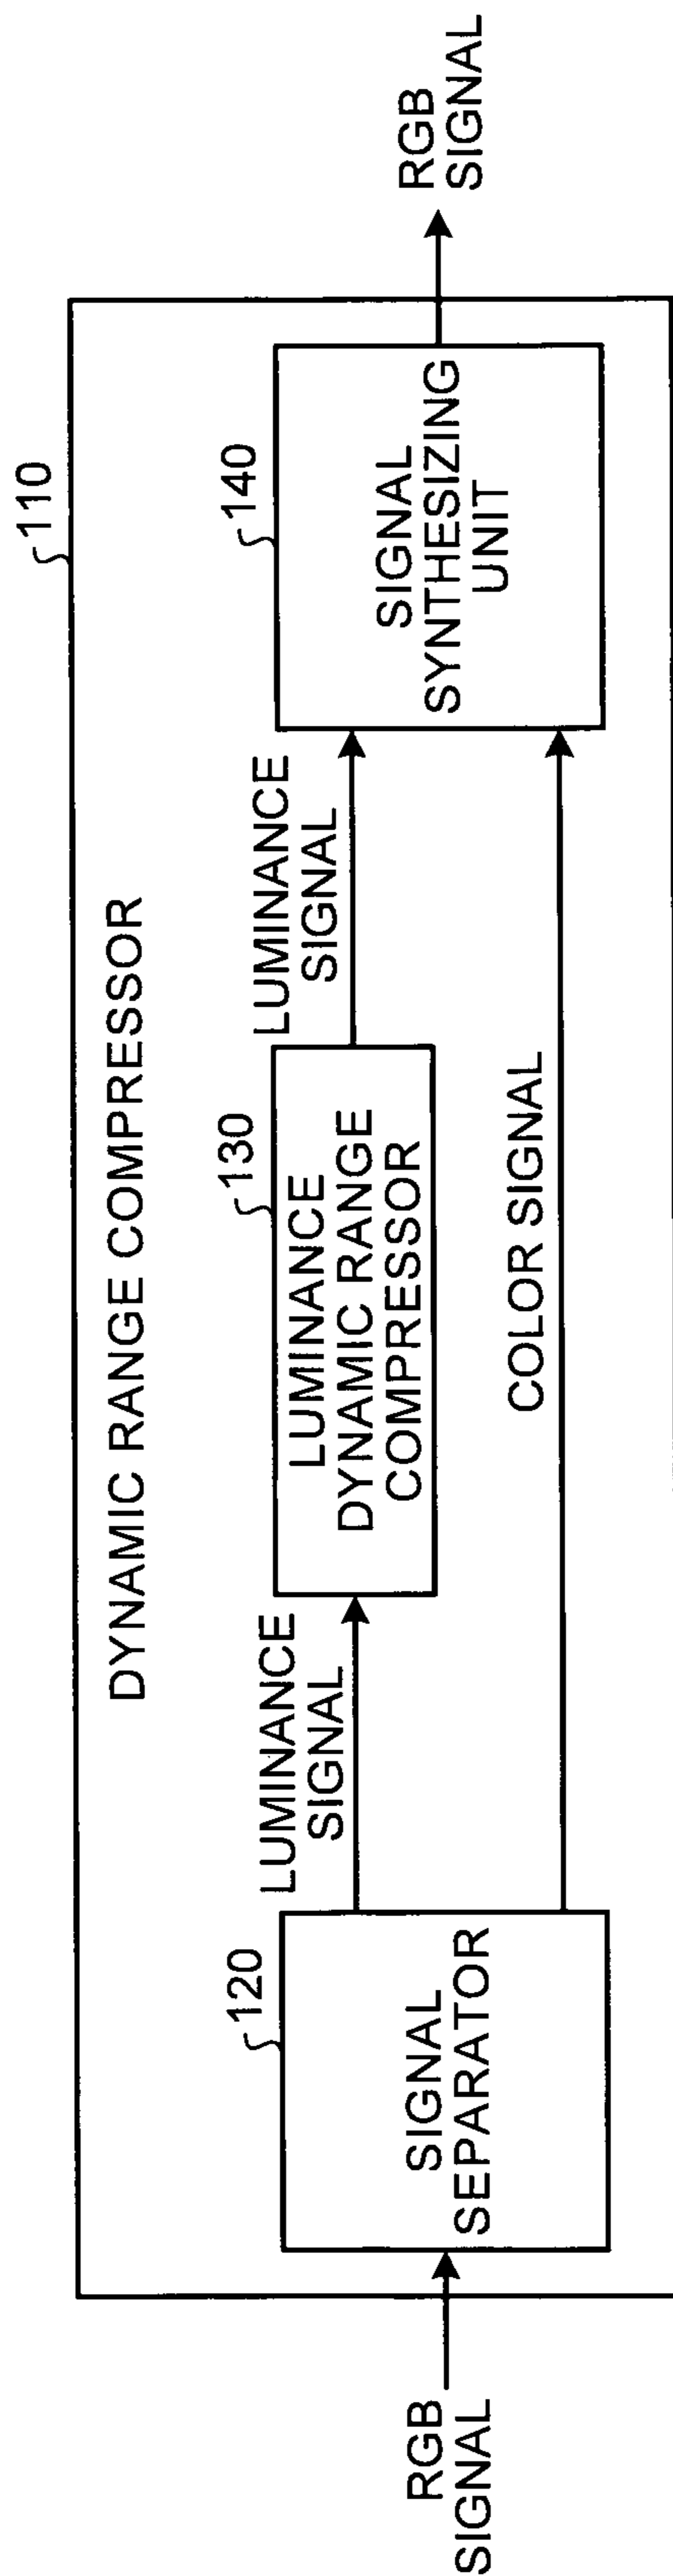 110
DYNAMIC RANGE COMPRESSOR
RGB
SIGNAL
120
SIGNAL
SEPARATOR
LUMINANCE
SIGNAL
130
LUMINANCE
DYNAMIC RANGE
COMPRESSOR
LUMINANCE
SIGNAL
COLOR SIGNAL
140
SIGNAL
SYNTHESIZING
UNIT
RGB
SIGNAL